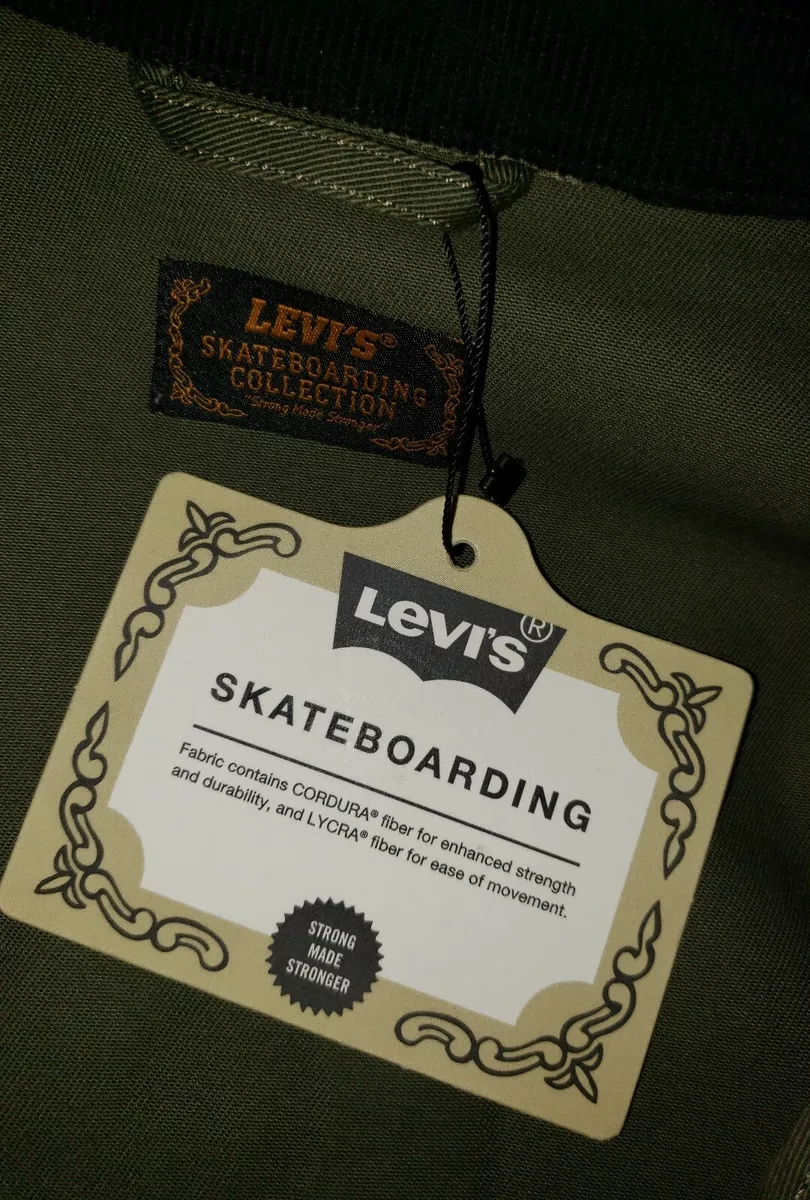 LEVI'S®
SKATEBOARDING
COLLECTION
"Strong Made Stronger"
LEVI'S®
SKATEBOARDING
Fabric contains CORDURA® fiber for enhanced strength
and durability, and LYCRA® fiber for ease of movement.
STRONG
MADE
STRONGER